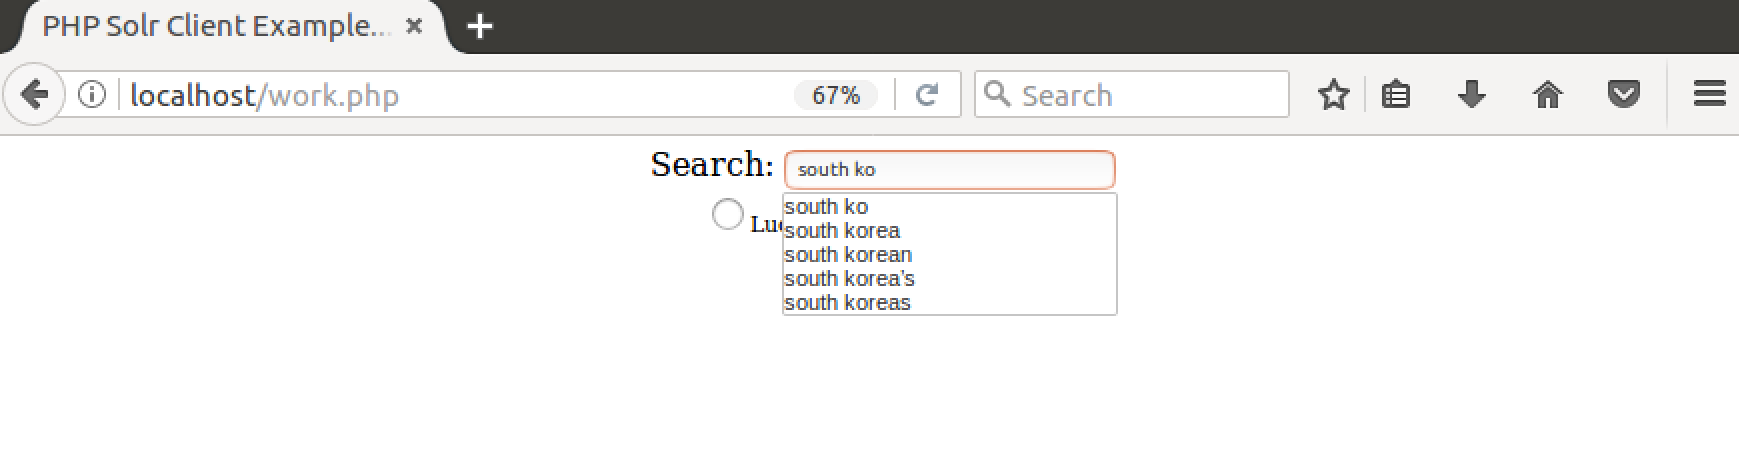 PHP Solr Client Example...
localhost/work.php 67% Search
Search: south ko
south ko
south korea
south korean
south korea's
south koreas